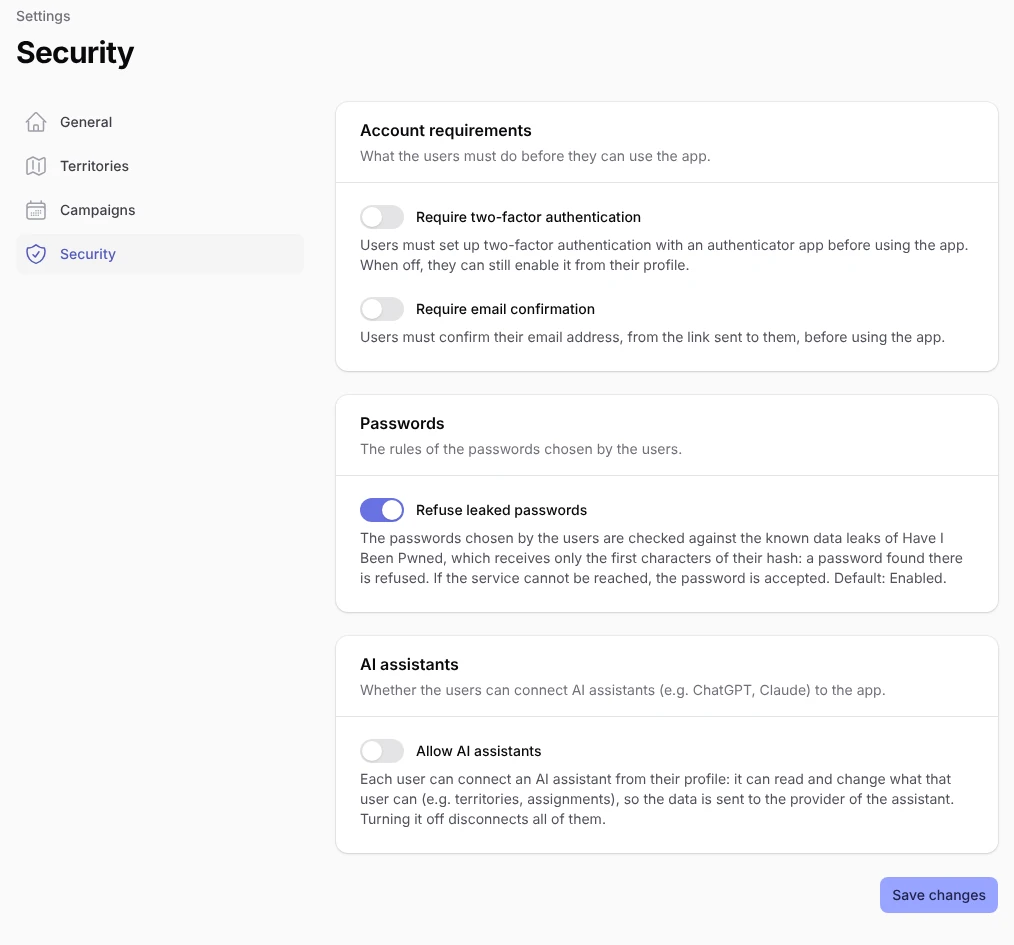 Settings
Security
General
Territories
Campaigns
Security
Account requirements
What the users must do before they can use the app.
Require two-factor authentication
Users must set up two-factor authentication with an authenticator app before using the app.
When off, they can still enable it from their profile.
Require email confirmation
Users must confirm their email address, from the link sent to them, before using the app.
Passwords
The rules of the passwords chosen by the users.
Refuse leaked passwords
The passwords chosen by the users are checked against the known data leaks of Have I
Been Pwned, which receives only the first characters of their hash: a password found there
is refused. If the service cannot be reached, the password is accepted. Default: Enabled.
AI assistants
Whether the users can connect AI assistants (e.g. ChatGPT, Claude) to the app.
Allow AI assistants
Each user can connect an AI assistant from their profile: it can read and change what that
user can (e.g. territories, assignments), so the data is sent to the provider of the assistant.
Turning it off disconnects all of them.
Save changes